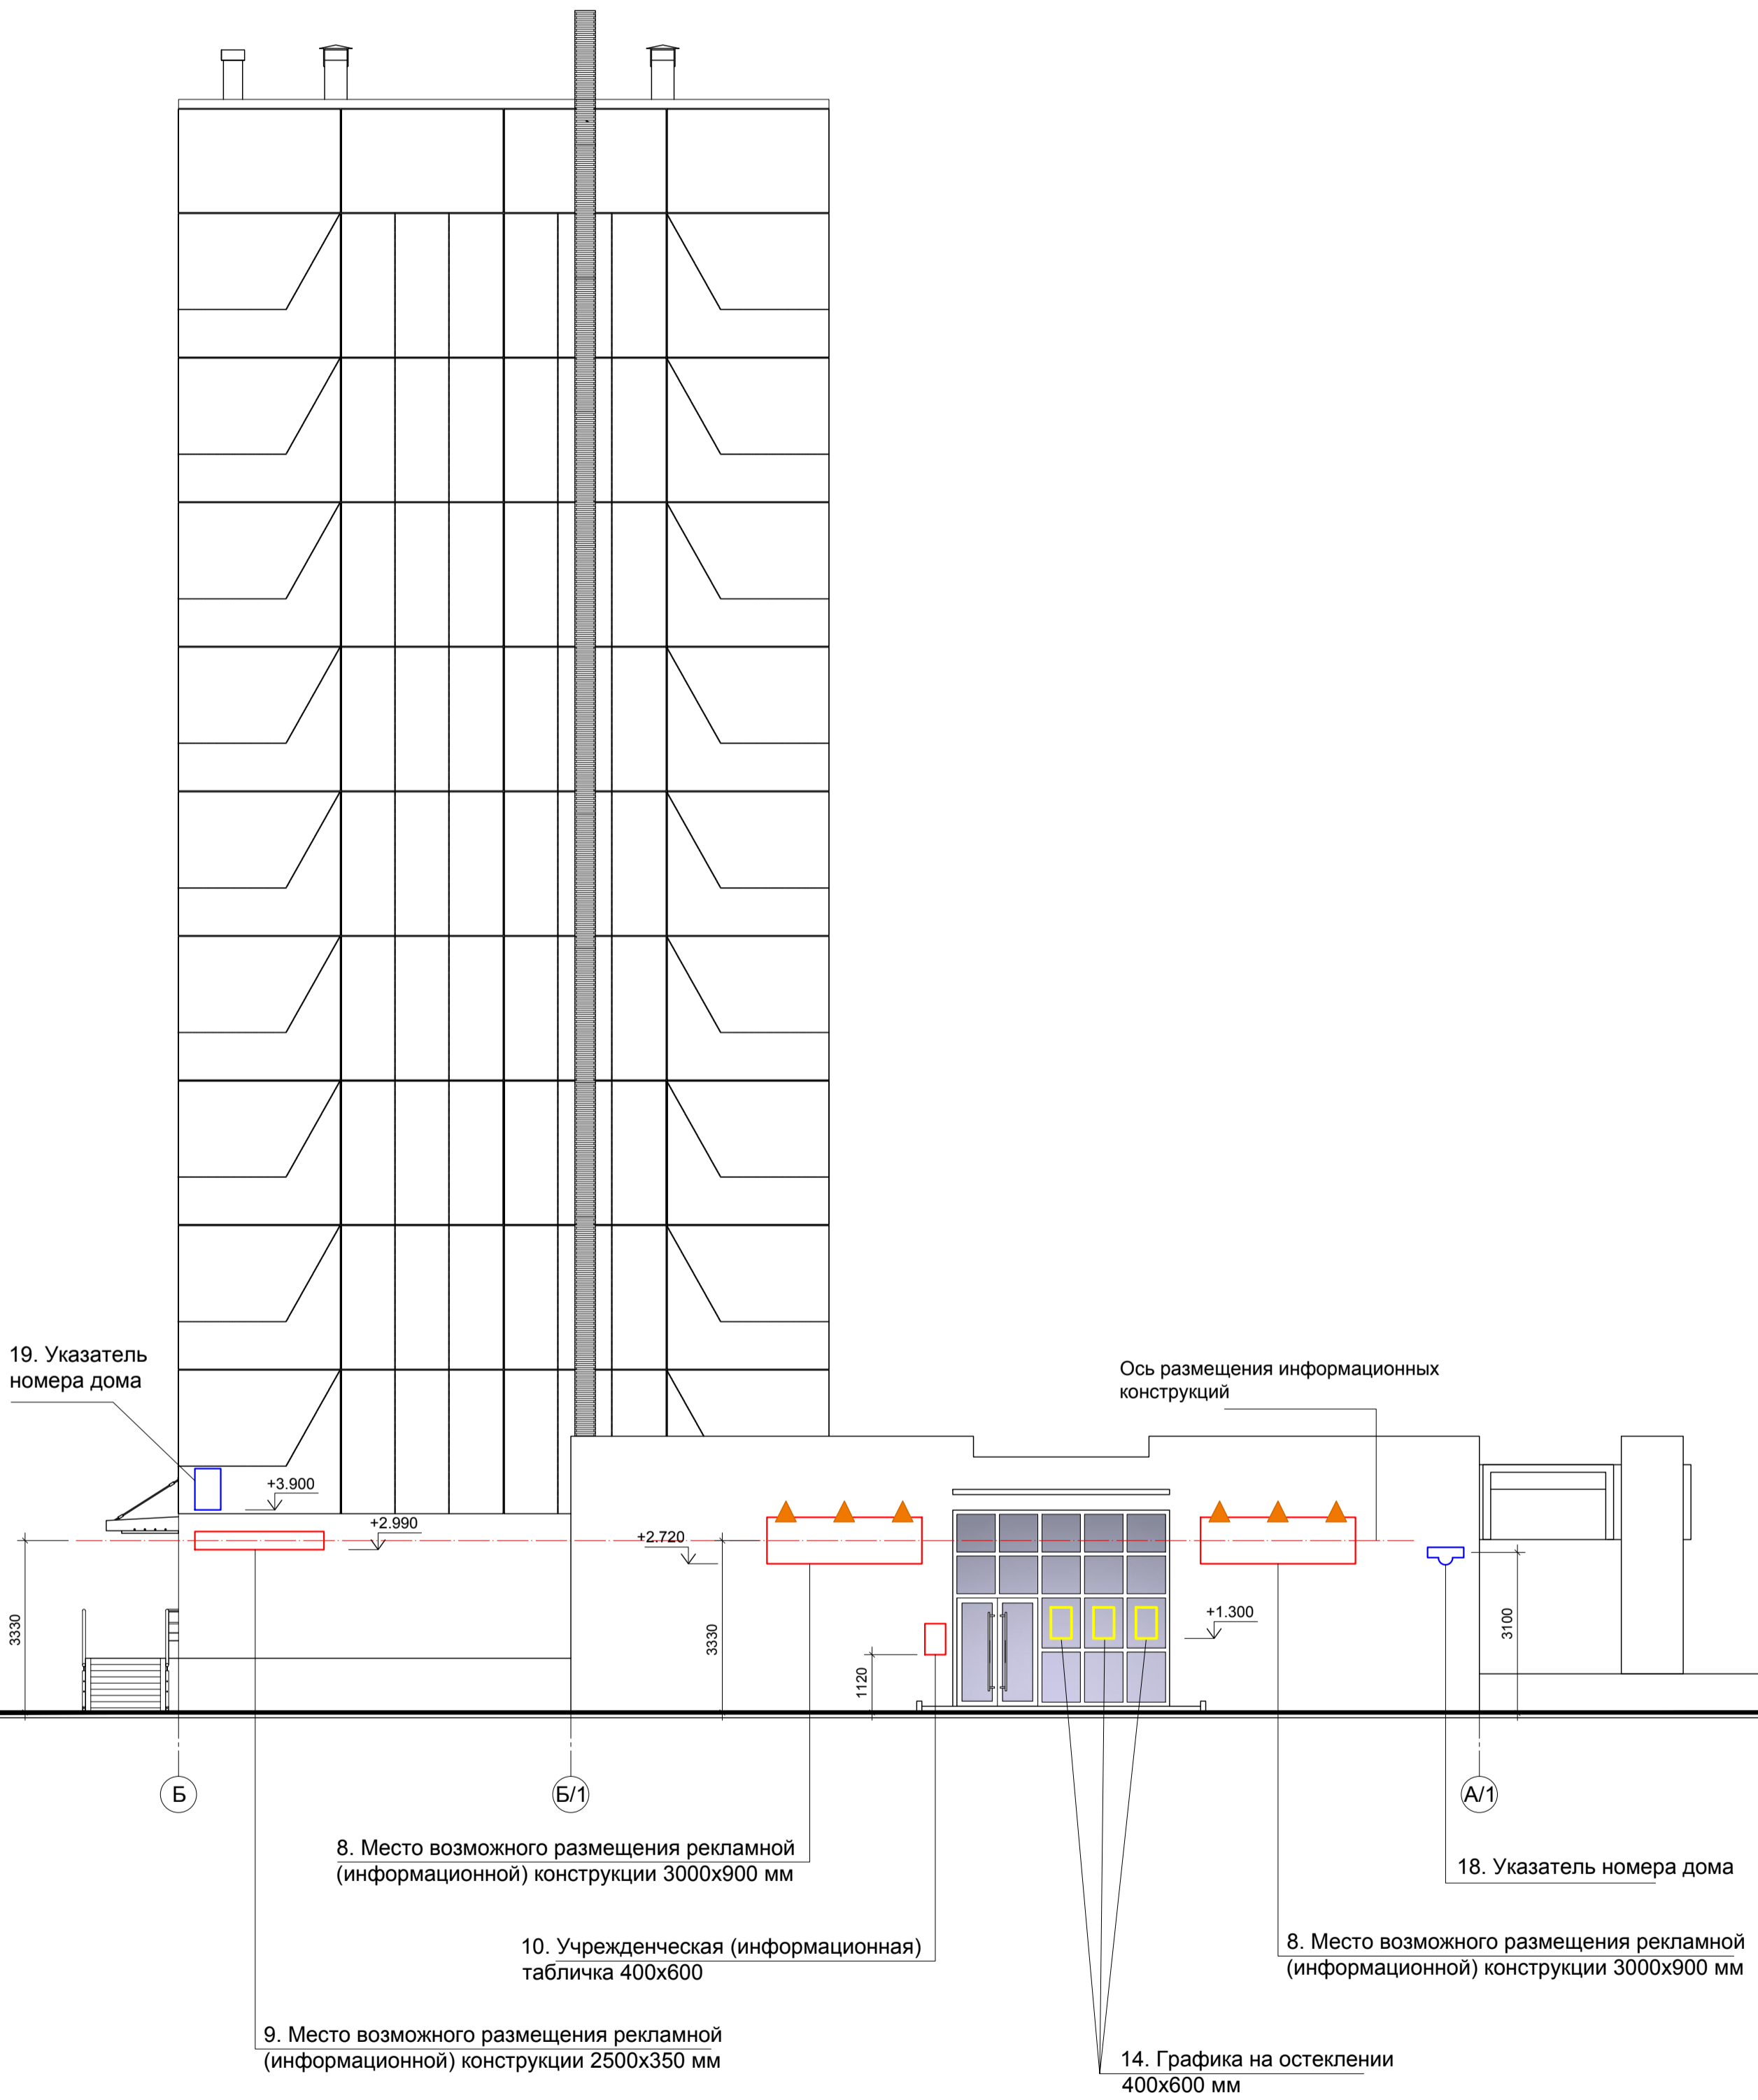 19. Указатель
номера дома
Ось размещения информационных
конструкций
+3.900
+2.990
+2.720
+1.300
3330
3330
1120
3100
Б
Б/1
А/1
8. Место возможного размещения рекламной
(информационной) конструкции 3000х900 мм
18. Указатель номера дома
10. Учрежденческая (информационная)
табличка 400х600
8. Место возможного размещения рекламной
(информационной) конструкции 3000х900 мм
9. Место возможного размещения рекламной
(информационной) конструкции 2500х350 мм
14. Графика на остеклении
400х600 мм